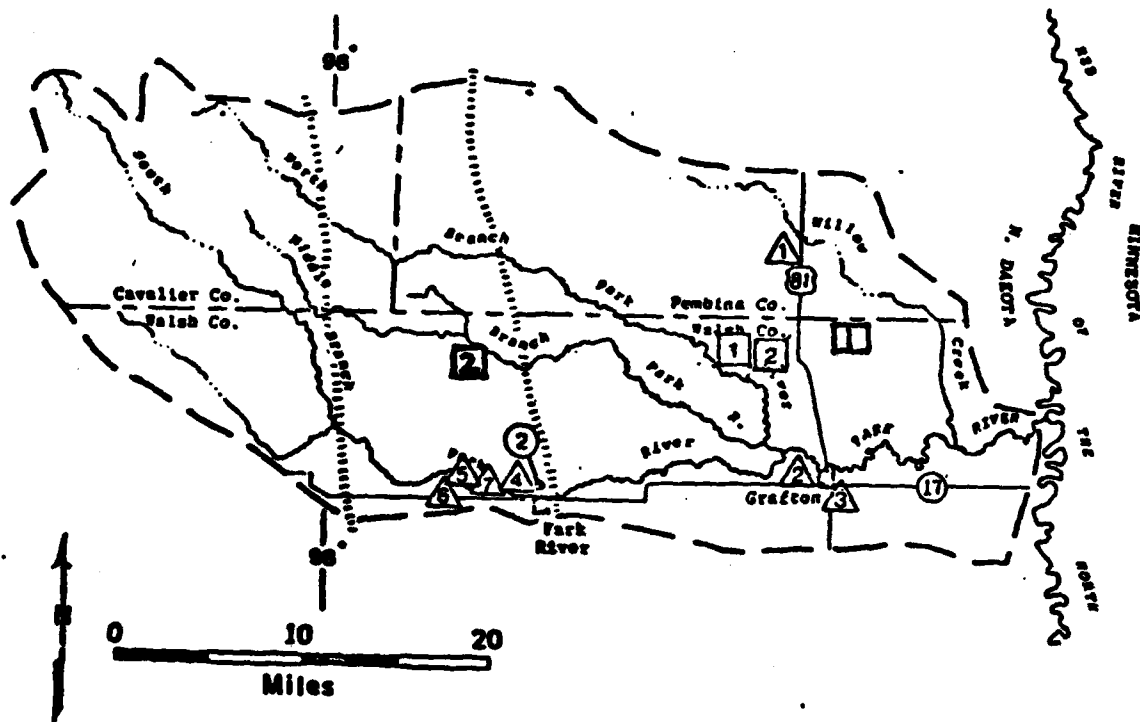 98°
RED
RIVER
MINNESOTA
South
North
Middle
Branch
Willow
N. DAKOTA
1
81
Cavalier Co.
Walsh Co.
Park
Pembina Co.
Walsh Co.
OF
Branch
Branch
1
2
2
Creek
Park
R.
2
THE
River
PARK
RIVER
5
7
4
6
2
Grafton
3
17
Park
River
98°
NORTH
N
0 10 20
Miles